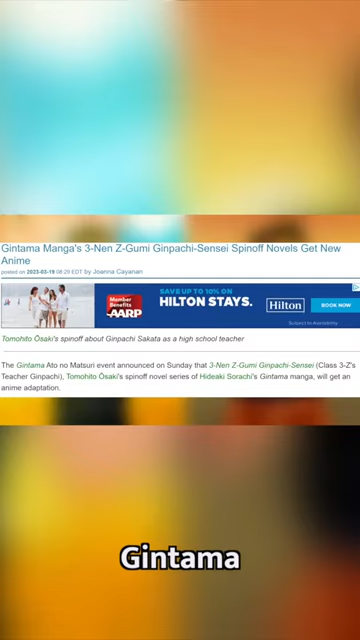 Gintama Manga's 3-Nen Z-Gumi Ginpachi-Sensei Spinoff Novels Get New
Anime
posted on 2023-03-19 08:29 EDT by Joanna Cayanan
Member
Benefits
AARP
SAVE UP TO 10% ON
HILTON STAYS.
Hilton
BOOK NOW
Subject to Availability
Tomohito Ōsaki's spinoff about Ginpachi Sakata as a high school teacher
The Gintama Ato no Matsuri event announced on Sunday that 3-Nen Z-Gumi Ginpachi-Sensei (Class 3-Z's
Teacher Ginpachi), Tomohito Ōsaki's spinoff novel series of Hideaki Sorachi's Gintama manga, will get an
anime adaptation.
Gintama